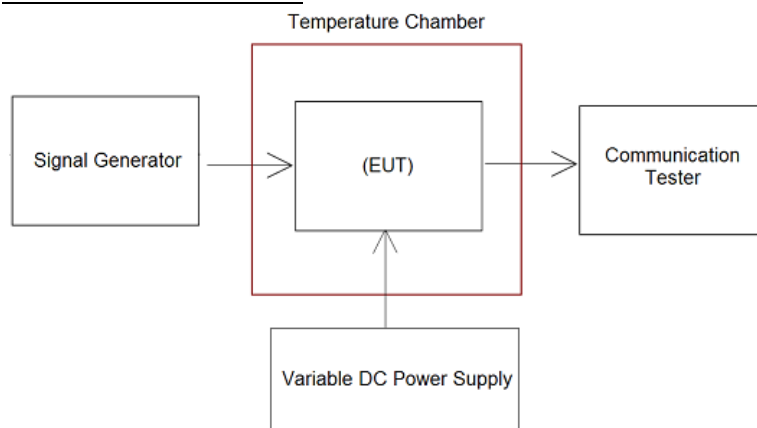 Temperature Chamber
Signal Generator
(EUT)
Communication
Tester
Variable DC Power Supply